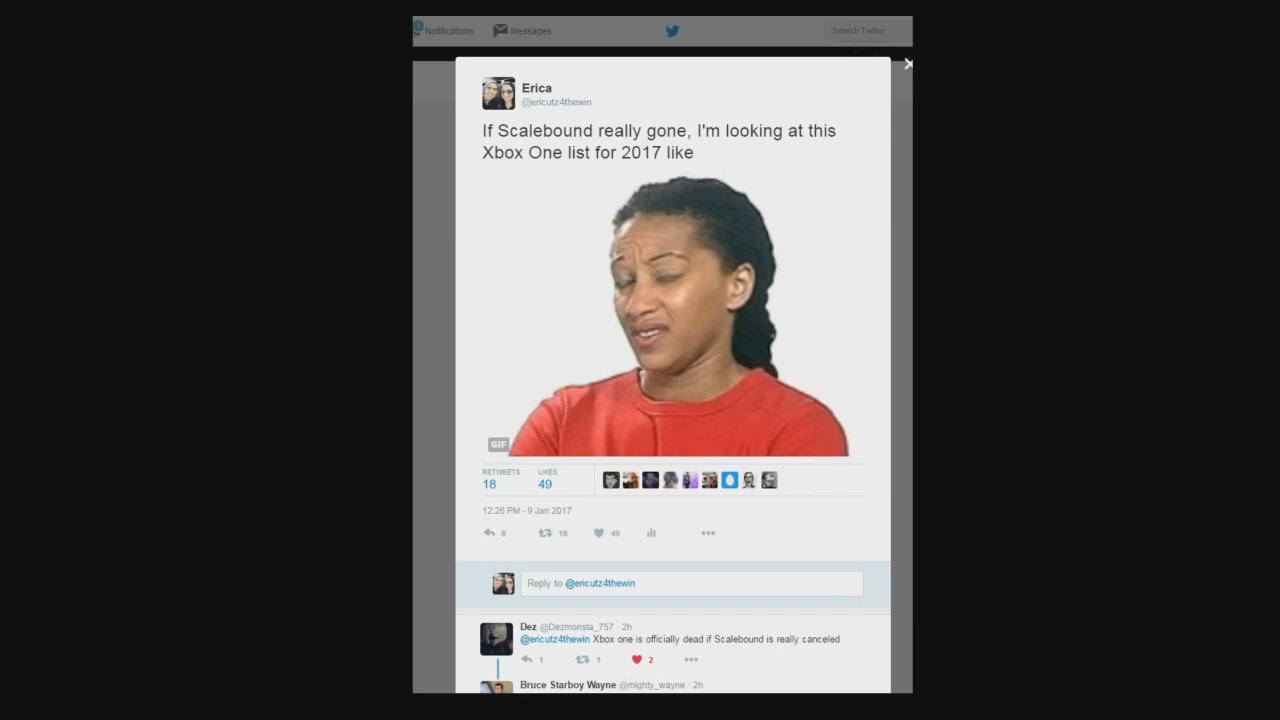 1
Notifications
Messages
Search Twitter
Erica
@ericutz4thewin
If Scalebound really gone, I'm looking at this
Xbox One list for 2017 like
GIF
RETWEETS LIKES
18 49
12:26 PM - 9 Jan 2017
8 18 49
Reply to @ericutz4thewin
Dez @Dezmonsta_757 · 2h
@ericutz4thewin Xbox one is officially dead if Scalebound is really canceled
1 1 2
Bruce Starboy Wayne @mighty_wayne · 2h